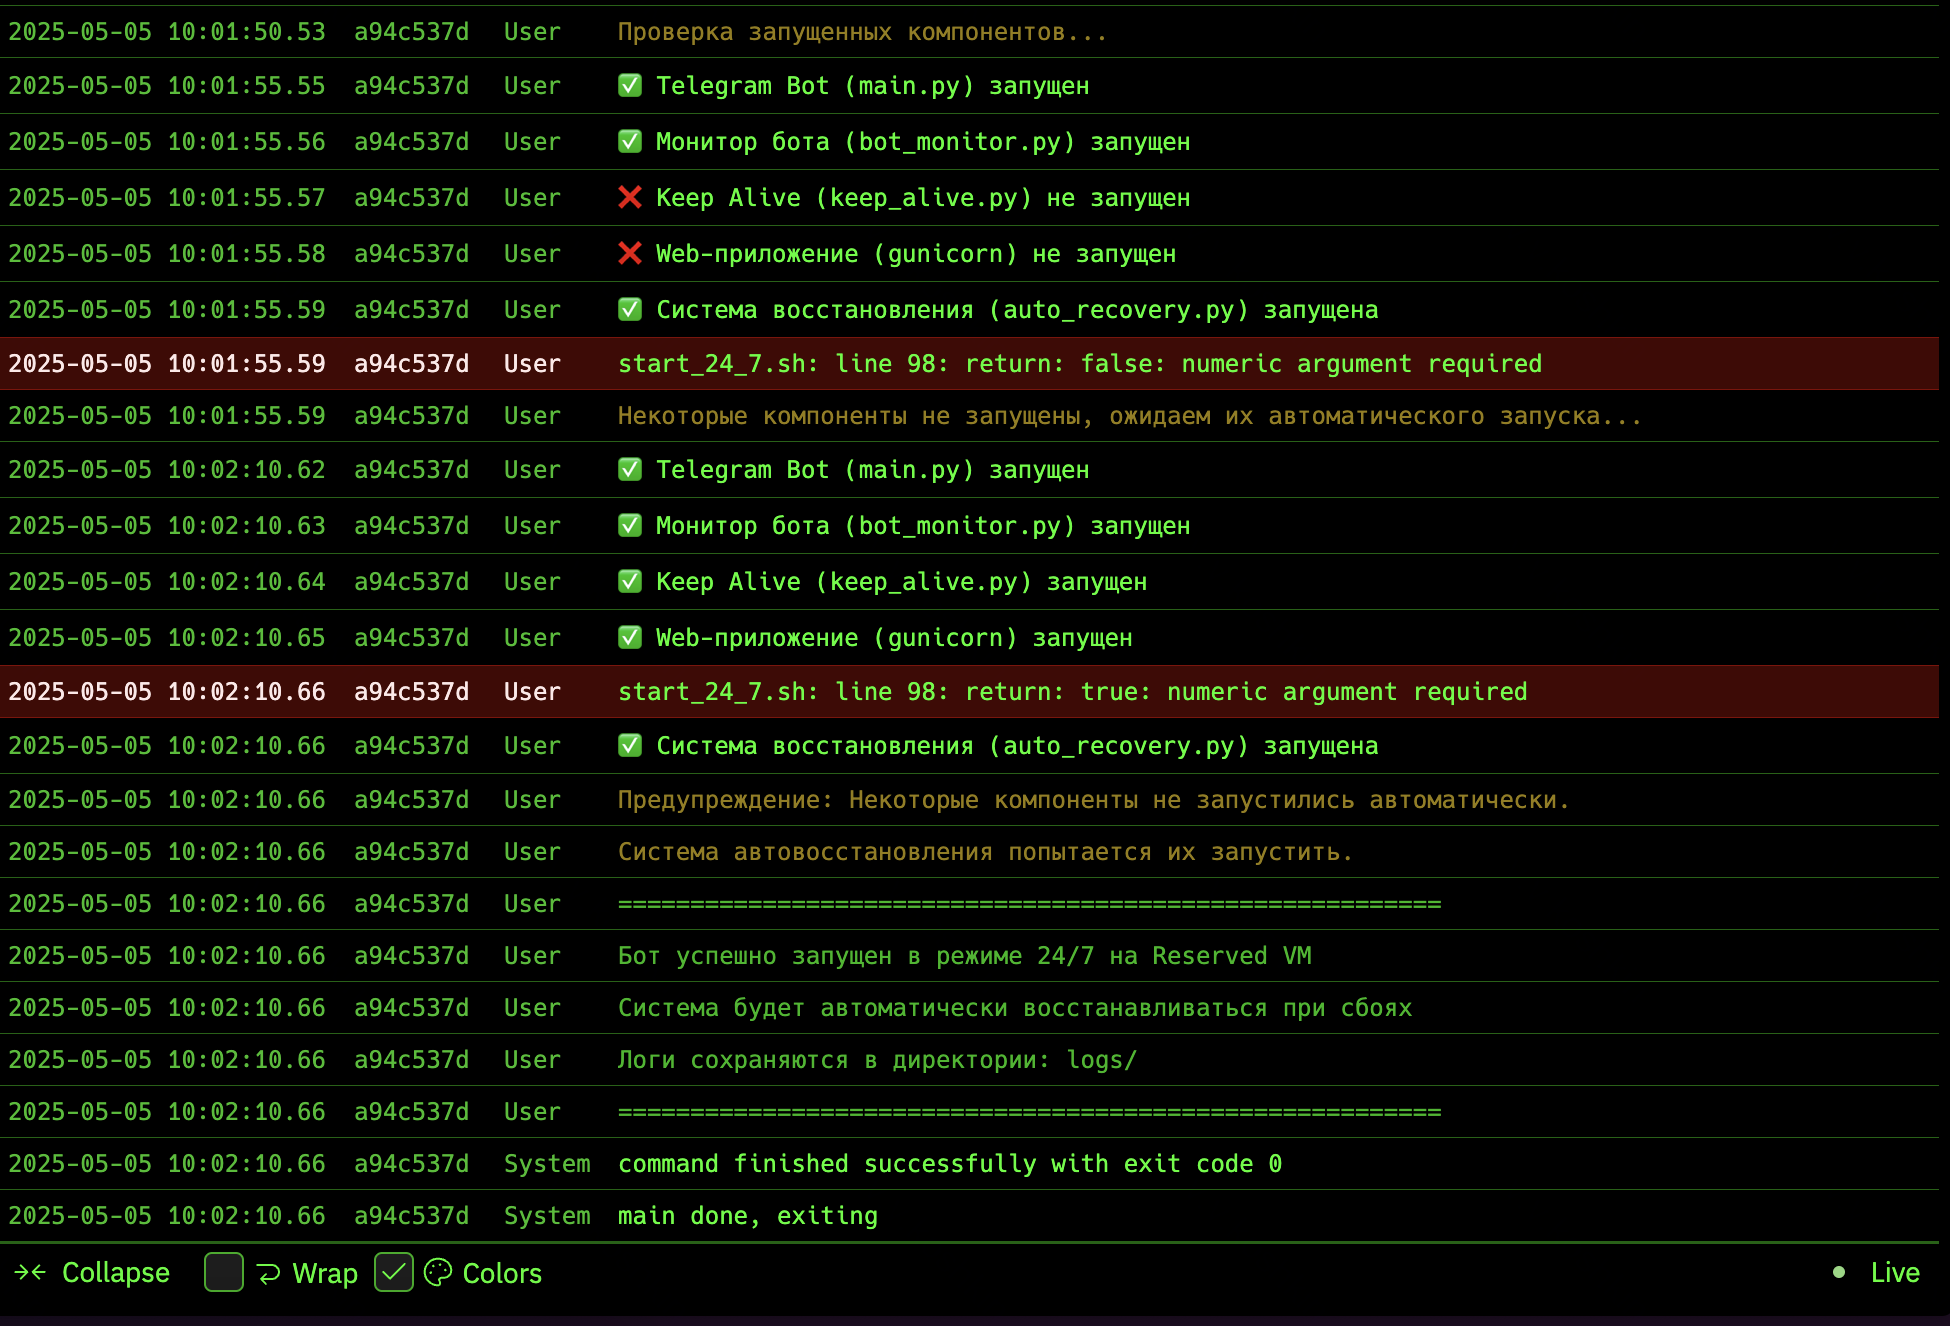 2025-05-05 10:01:50.53 a94c537d User Проверка запущенных компонентов...
2025-05-05 10:01:55.55 a94c537d User ✅ Telegram Bot (main.py) запущен
2025-05-05 10:01:55.56 a94c537d User ✅ Монитор бота (bot_monitor.py) запущен
2025-05-05 10:01:55.57 a94c537d User ❌ Keep Alive (keep_alive.py) не запущен
2025-05-05 10:01:55.58 a94c537d User ❌ Web-приложение (gunicorn) не запущен
2025-05-05 10:01:55.59 a94c537d User ✅ Система восстановления (auto_recovery.py) запущена
2025-05-05 10:01:55.59 a94c537d User start_24_7.sh: line 98: return: false: numeric argument required
2025-05-05 10:01:55.59 a94c537d User Некоторые компоненты не запущены, ожидаем их автоматического запуска...
2025-05-05 10:02:10.62 a94c537d User ✅ Telegram Bot (main.py) запущен
2025-05-05 10:02:10.63 a94c537d User ✅ Монитор бота (bot_monitor.py) запущен
2025-05-05 10:02:10.64 a94c537d User ✅ Keep Alive (keep_alive.py) запущен
2025-05-05 10:02:10.65 a94c537d User ✅ Web-приложение (gunicorn) запущен
2025-05-05 10:02:10.66 a94c537d User start_24_7.sh: line 98: return: true: numeric argument required
2025-05-05 10:02:10.66 a94c537d User ✅ Система восстановления (auto_recovery.py) запущена
2025-05-05 10:02:10.66 a94c537d User Предупреждение: Некоторые компоненты не запустились автоматически.
2025-05-05 10:02:10.66 a94c537d User Система автовосстановления попытается их запустить.
2025-05-05 10:02:10.66 a94c537d User =========================================================
2025-05-05 10:02:10.66 a94c537d User Бот успешно запущен в режиме 24/7 на Reserved VM
2025-05-05 10:02:10.66 a94c537d User Система будет автоматически восстанавливаться при сбоях
2025-05-05 10:02:10.66 a94c537d User Логи сохраняются в директории: logs/
2025-05-05 10:02:10.66 a94c537d User =========================================================
2025-05-05 10:02:10.66 a94c537d System command finished successfully with exit code 0
2025-05-05 10:02:10.66 a94c537d System main done, exiting
Collapse Wrap Colors Live